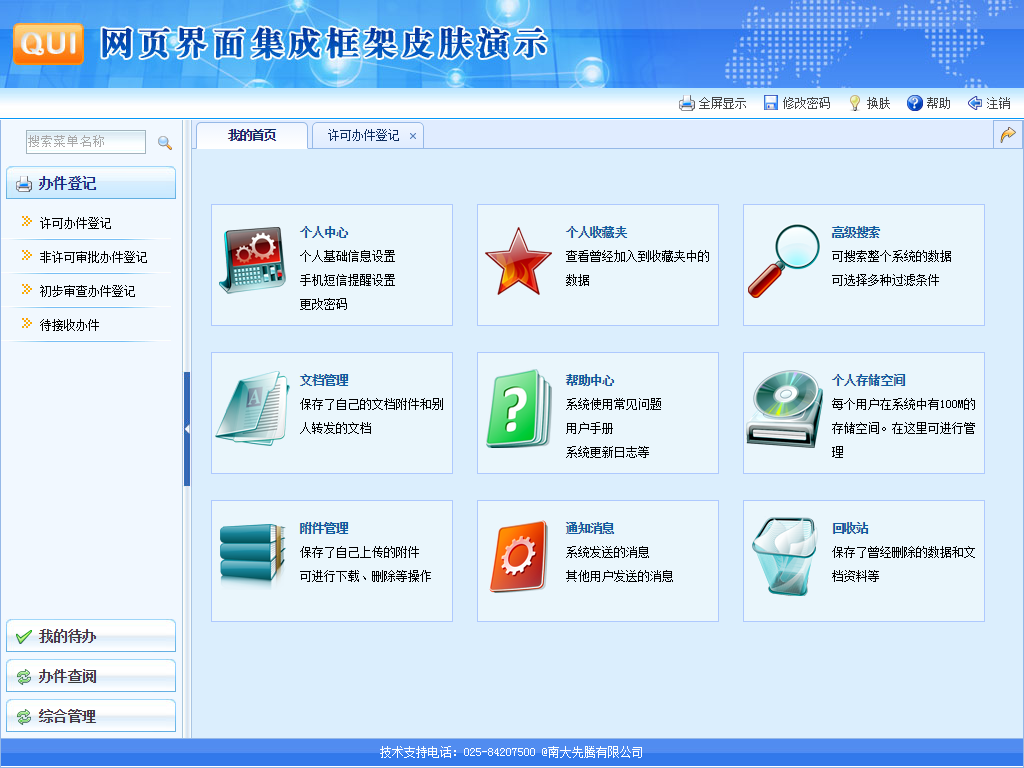 QUI 网页界面集成框架皮肤演示
全屏显示 修改密码 换肤 帮助 注销
搜索菜单名称
我的首页 许可办件登记 ×
办件登记
许可办件登记
非许可审批办件登记
初步审查办件登记
待接收办件
个人中心
个人基础信息设置
手机短信提醒设置
更改密码
个人收藏夹
查看曾经加入到收藏夹中的
数据
高级搜索
可搜索整个系统的数据
可选择多种过滤条件
文档管理
保存了自己的文档附件和别
人转发的文档
帮助中心
系统使用常见问题
用户手册
系统更新日志等
个人存储空间
每个用户在系统中有100M的
存储空间。在这里可进行管
理
附件管理
保存了自己上传的附件
可进行下载、删除等操作
通知消息
系统发送的消息
其他用户发送的消息
回收站
保存了曾经删除的数据和文
档资料等
我的待办
办件查阅
综合管理
技术支持电话：025-84207500 @南大先腾有限公司